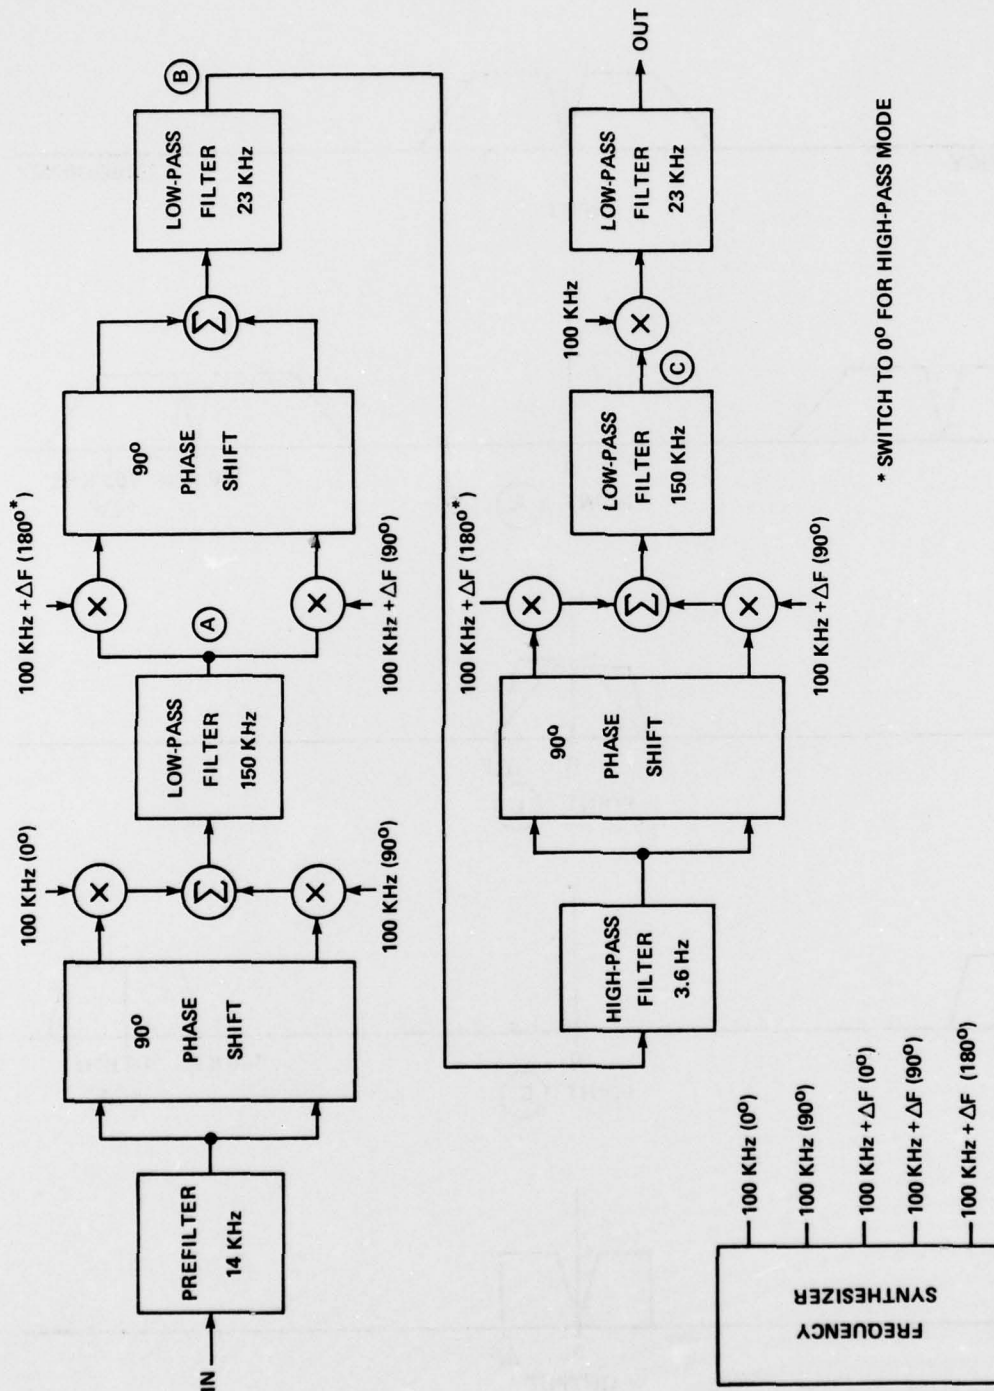 IN
PREFILTER
14 KHz
90°
PHASE
SHIFT
100 KHz (0°)
×
Σ
×
100 KHz (90°)
LOW-PASS
FILTER
150 KHz
A
100 KHz + ΔF (180°*)
×
×
100 KHz + ΔF (90°)
90°
PHASE
SHIFT
Σ
LOW-PASS
FILTER
23 KHz
B
HIGH-PASS
FILTER
3.6 Hz
90°
PHASE
SHIFT
100 KHz + ΔF (180°*)
×
Σ
×
100 KHz + ΔF (90°)
LOW-PASS
FILTER
150 KHz
C
100 KHz
×
LOW-PASS
FILTER
23 KHz
OUT
FREQUENCY
SYNTHESIZER
100 KHz (0°)
100 KHz (90°)
100 KHz + ΔF (0°)
100 KHz + ΔF (90°)
100 KHz + ΔF (180°)
* SWITCH TO 0° FOR HIGH-PASS MODE